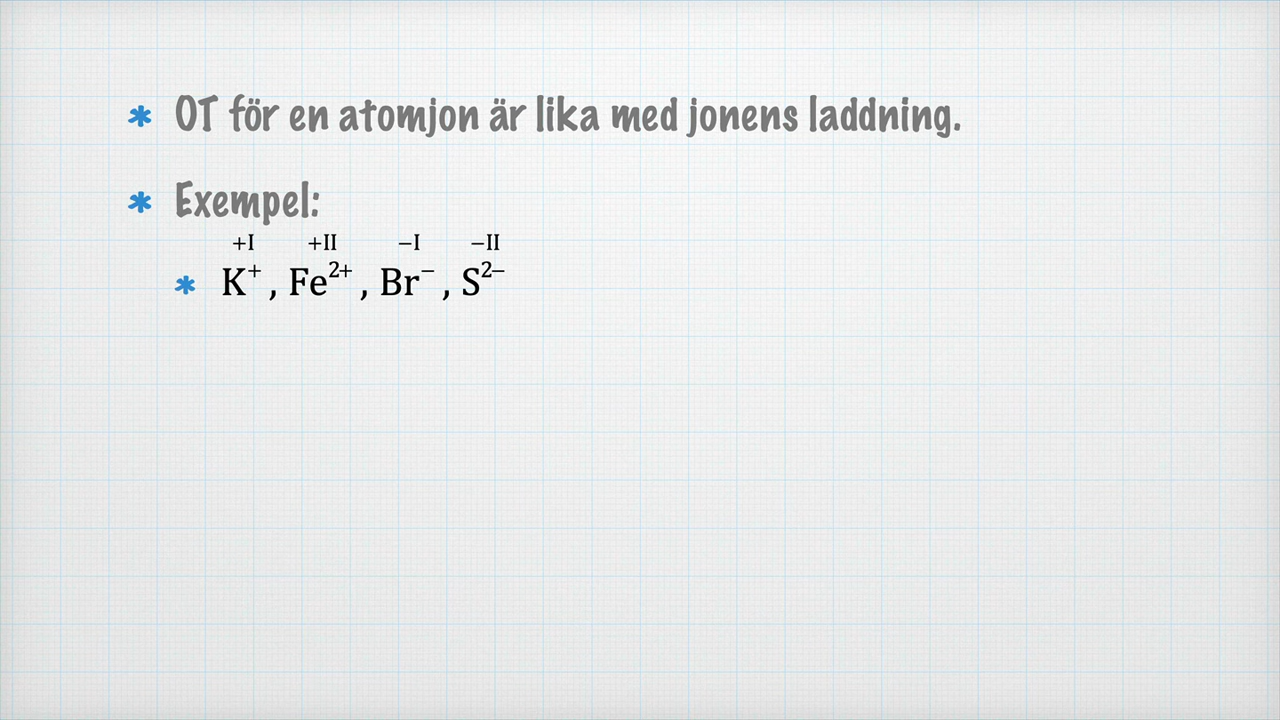 * OT för en atomjon är lika med jonens laddning.
* Exempel:
+I +II −I −II
* K⁺ , Fe²⁺ , Br⁻ , S²⁻